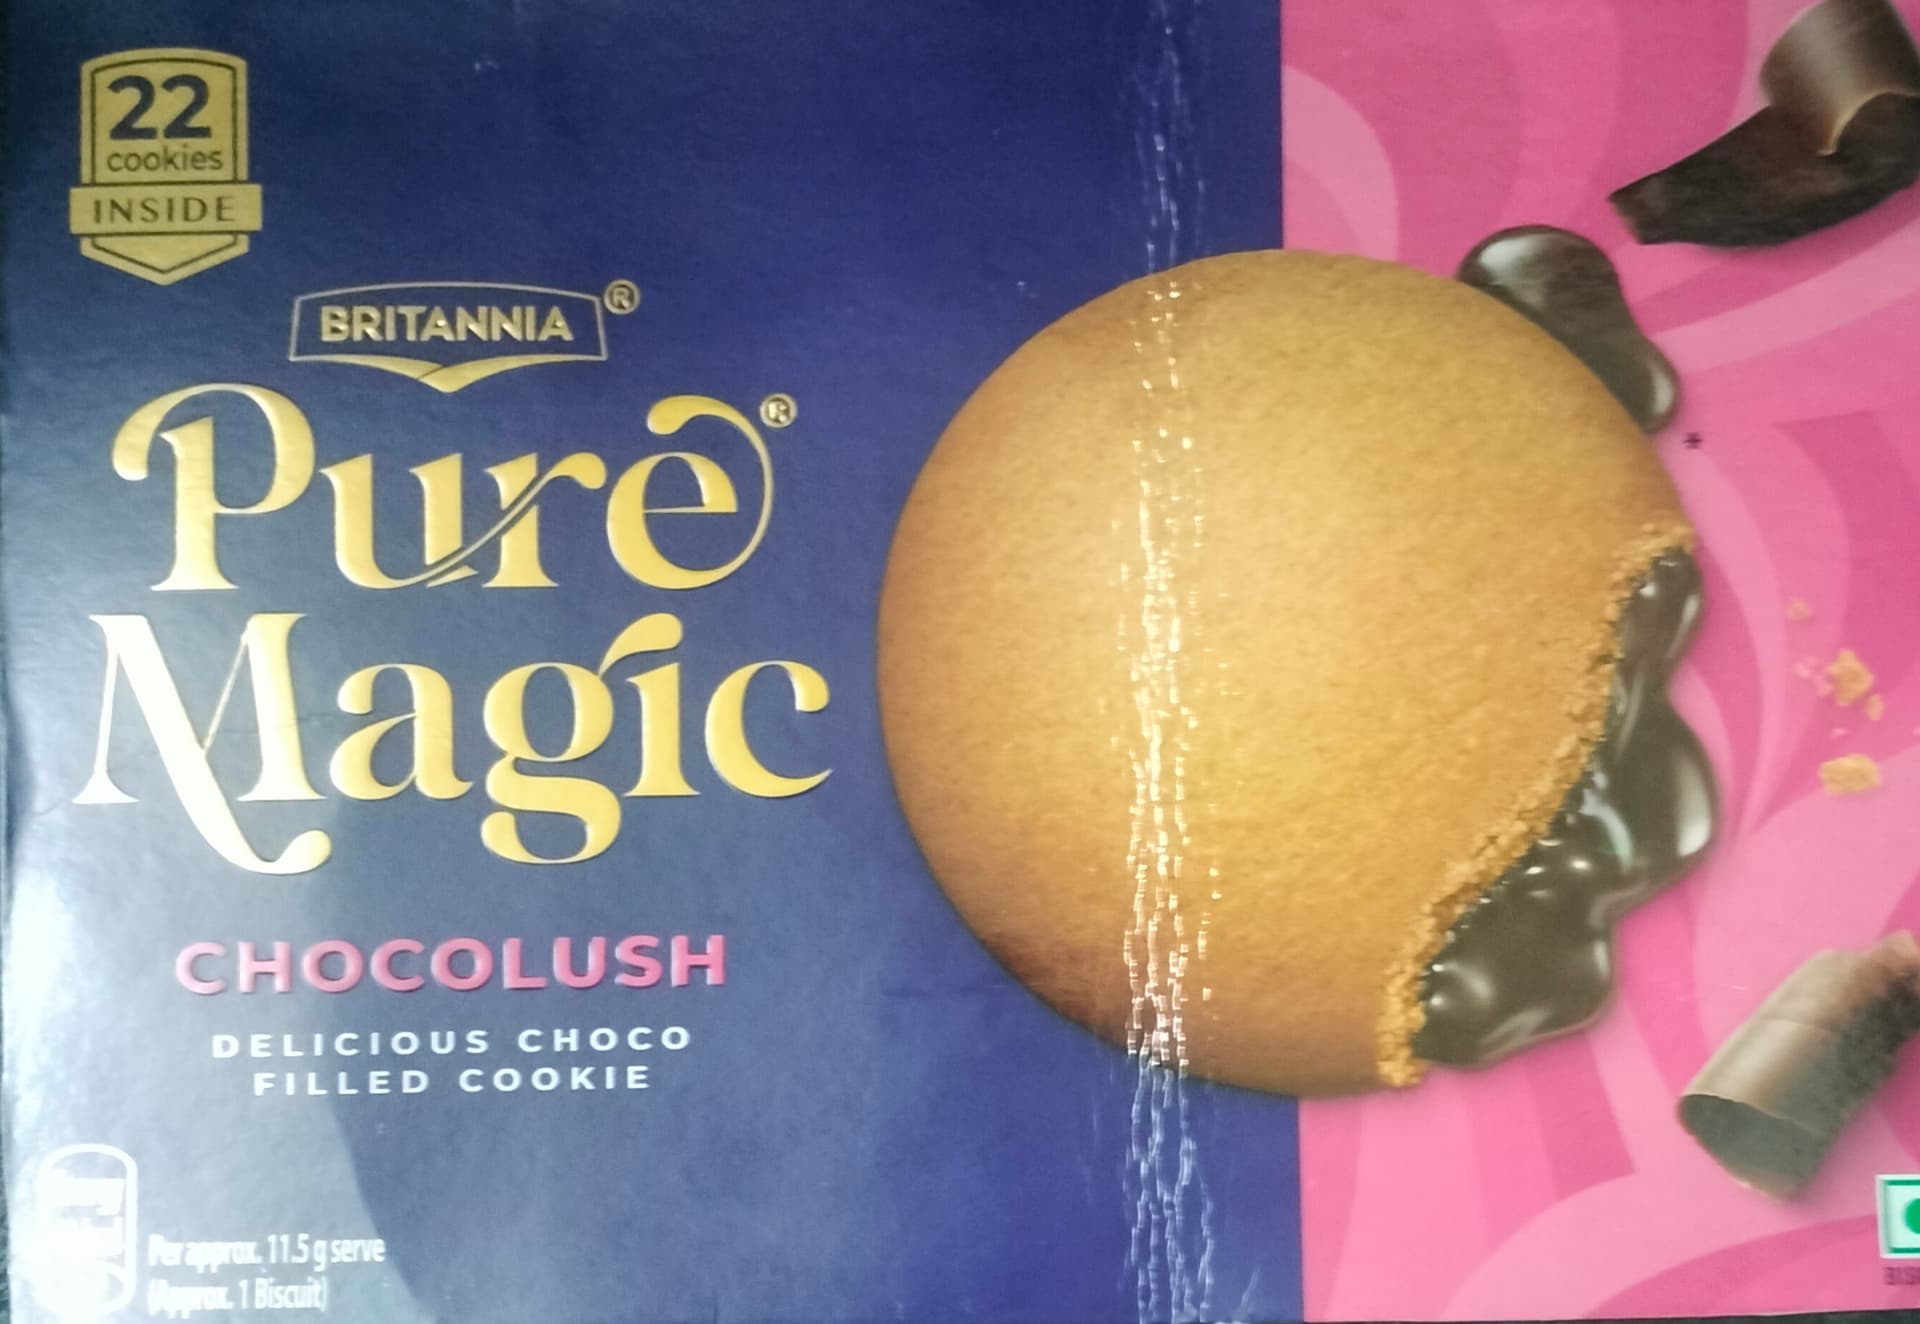 22
cookies
INSIDE
BRITANNIA®
Pure®
Magic
CHOCOLUSH
DELICIOUS CHOCO
FILLED COOKIE
Per approx. 11.5 g serve
(Approx. 1 Biscuit)